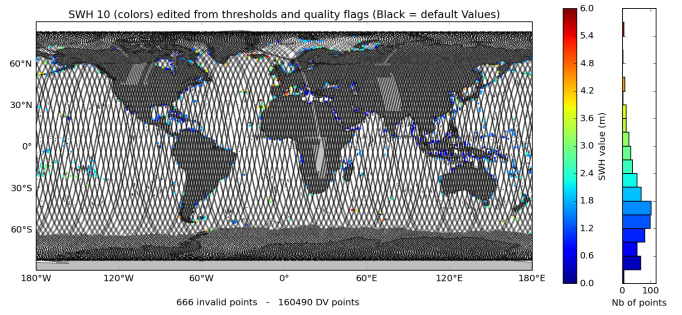 SWH 10 (colors) edited from thresholds and quality flags (Black = default Values)
60°N
30°N
0°
30°S
60°S
180°W
120°W
60°W
0°
60°E
120°E
180°E
666 invalid points - 160490 DV points
6.0
5.4
4.8
4.2
3.6
3.0
2.4
1.8
1.2
0.6
0.0
SWH value (m)
0
100
Nb of points